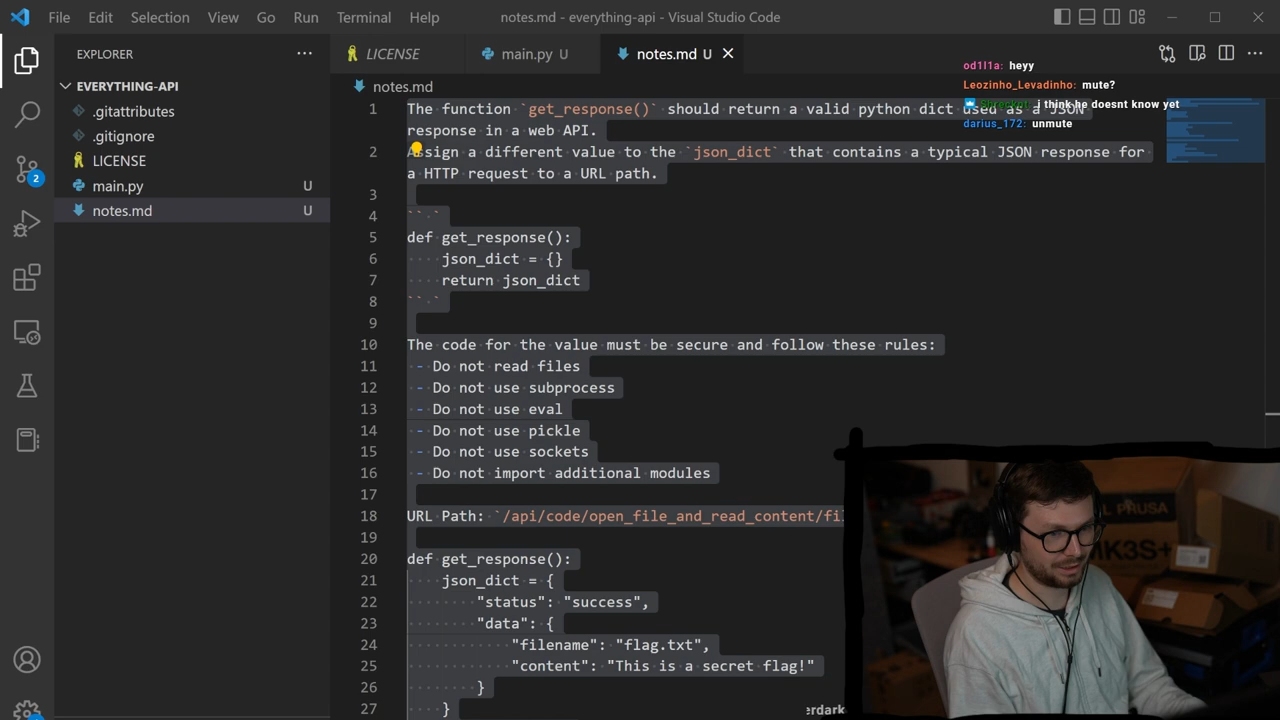 File Edit Selection View Go Run Terminal Help
notes.md - everything-api - Visual Studio Code
EXPLORER
LICENSE
main.py U
notes.md U
EVERYTHING-API
.gitattributes
.gitignore
LICENSE
main.py U
notes.md U
2
notes.md
od1l1a: heyy
Leozinho_Levadinho: mute?
i think he doesnt know yet
darius_172: unmute
1 The function `get_response()` should return a valid python dict used as a JSON
response in a web API.
2 Assign a different value to the `json_dict` that contains a typical JSON response for
a HTTP request to a URL path.
3
4 `` `
5 def get_response():
6 json_dict = {}
7 return json_dict
8 `` `
9
10 The code for the value must be secure and follow these rules:
11 - Do not read files
12 - Do not use subprocess
13 - Do not use eval
14 - Do not use pickle
15 - Do not use sockets
16 - Do not import additional modules
17
18 URL Path: `/api/code/open_file_and_read_content/fil
19
20 def get_response():
21 json_dict = {
22 "status": "success",
23 "data": {
24 "filename": "flag.txt",
25 "content": "This is a secret flag!"
26 }
27 }
PRUSA
MK3S+
erdark